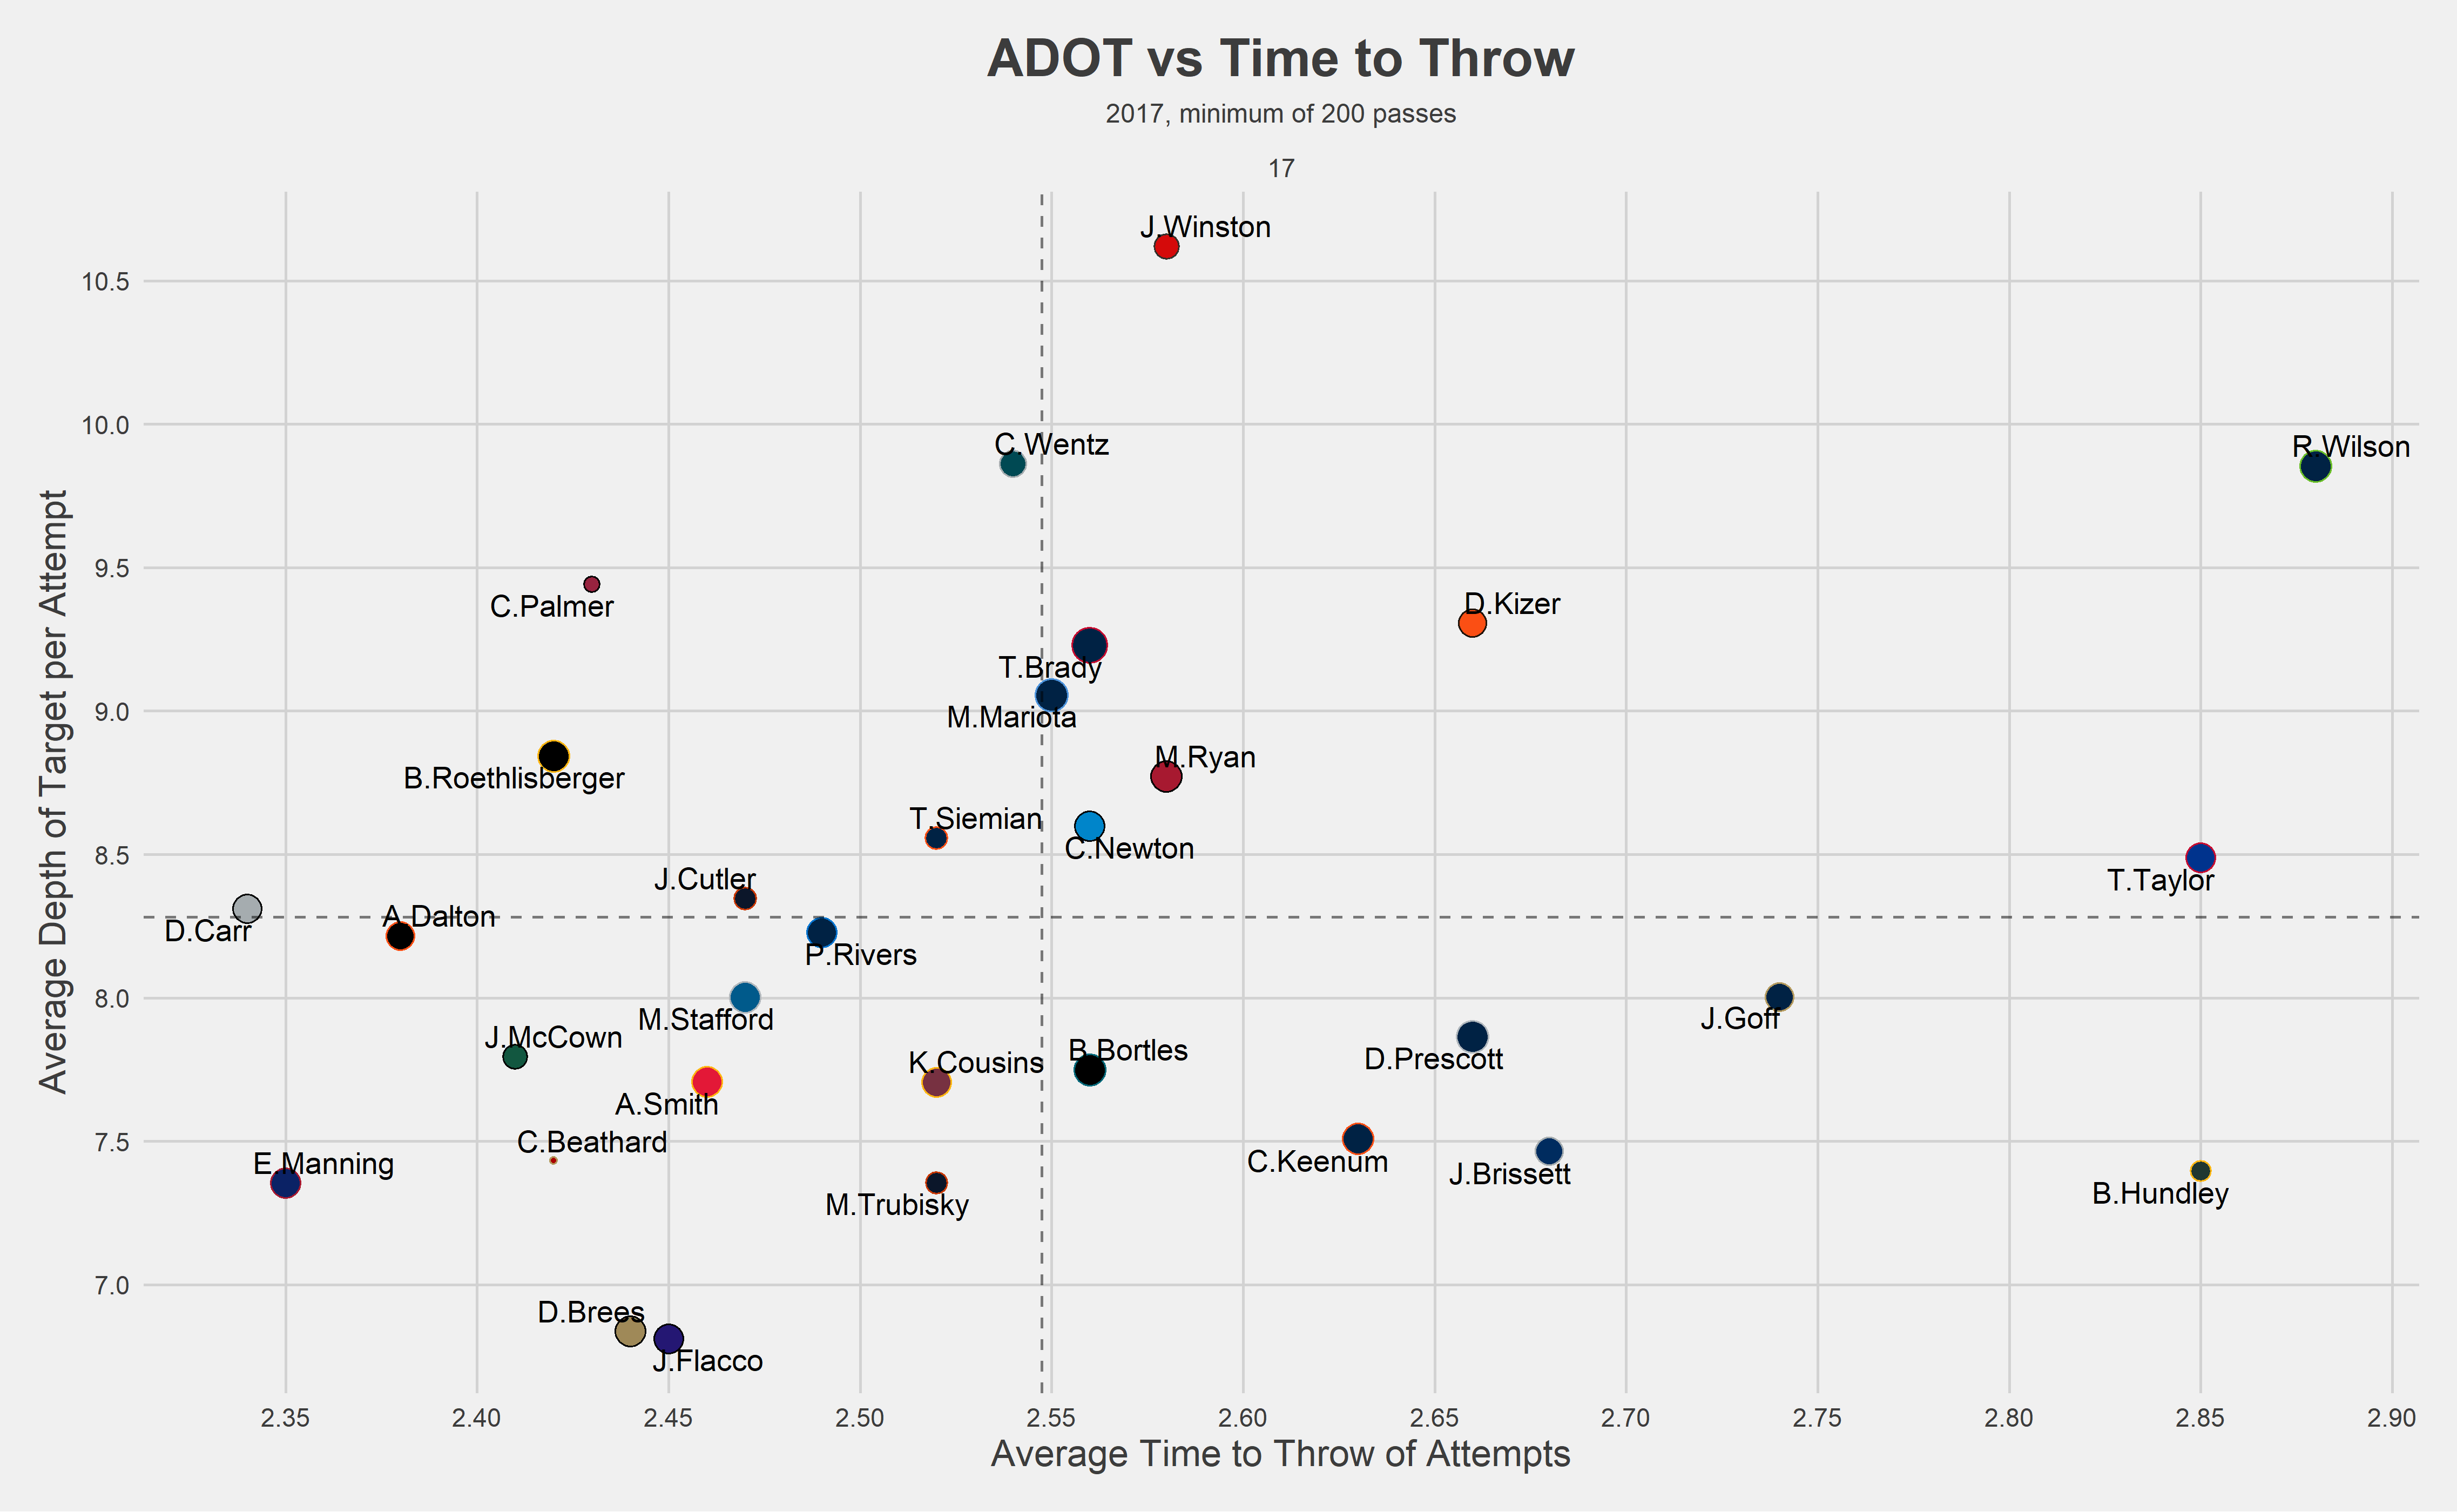 ADOT vs Time to Throw
2017, minimum of 200 passes
17
J.Winston
10.5
10.0
C.Wentz
R.Wilson
9.5
C.Palmer
D.Kizer
T.Brady
9.0
M.Mariota
M.Ryan
B.Roethlisberger
T.Siemian
C.Newton
8.5
J.Cutler
T.Taylor
A.Dalton
D.Carr
P.Rivers
8.0
M.Stafford
J.Goff
J.McCown
K.Cousins
B.Bortles
D.Prescott
A.Smith
7.5
C.Beathard
E.Manning
C.Keenum
J.Brissett
M.Trubisky
B.Hundley
7.0
D.Brees
J.Flacco
Average Depth of Target per Attempt
2.35 2.40 2.45 2.50 2.55 2.60 2.65 2.70 2.75 2.80 2.85 2.90
Average Time to Throw of Attempts